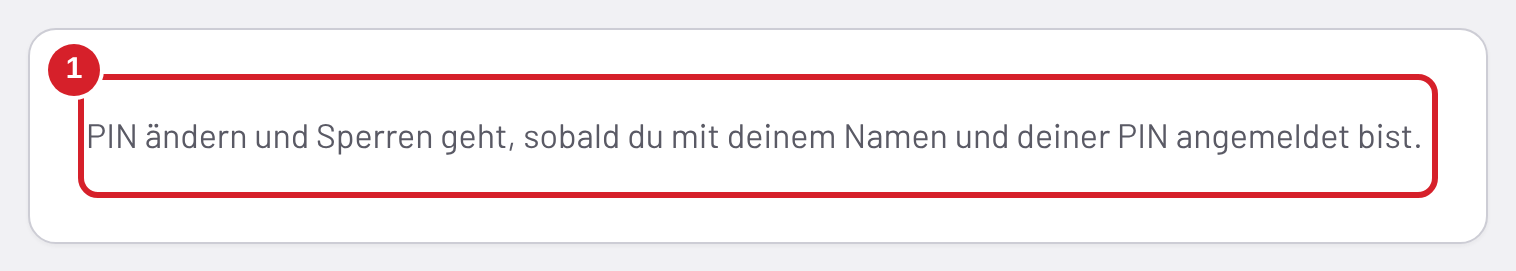 1
PIN ändern und Sperren geht, sobald du mit deinem Namen und deiner PIN angemeldet bist.